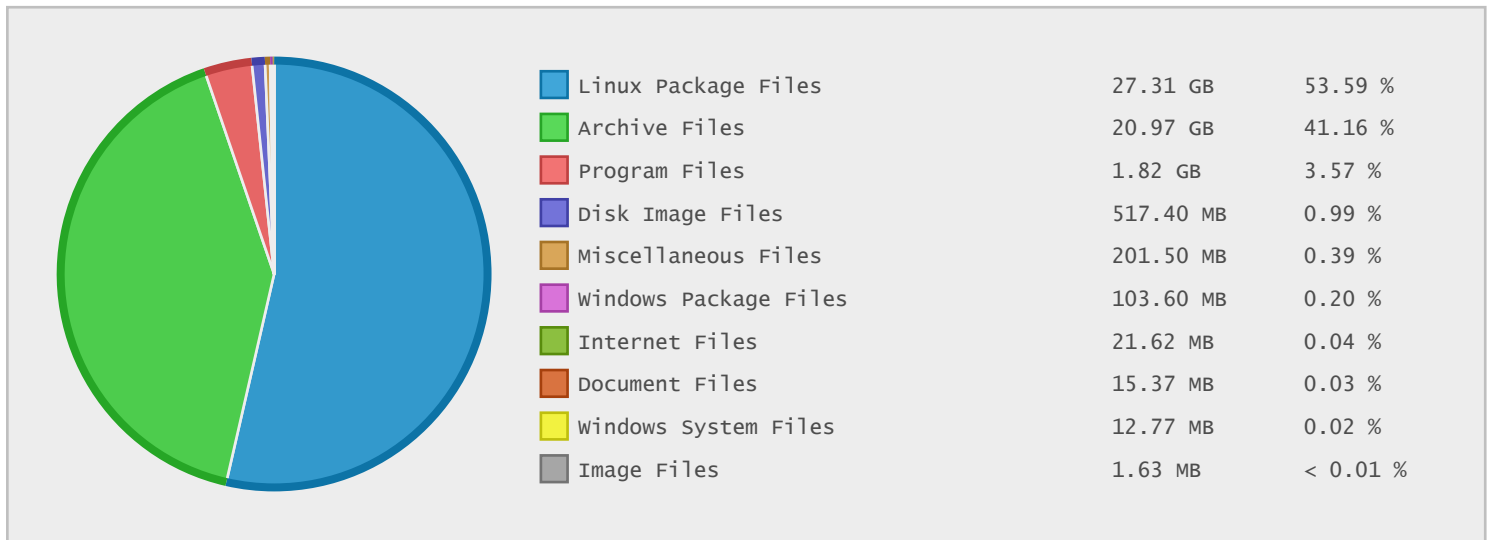 Linux Package Files 27.31 GB 53.59 %
Archive Files 20.97 GB 41.16 %
Program Files 1.82 GB 3.57 %
Disk Image Files 517.40 MB 0.99 %
Miscellaneous Files 201.50 MB 0.39 %
Windows Package Files 103.60 MB 0.20 %
Internet Files 21.62 MB 0.04 %
Document Files 15.37 MB 0.03 %
Windows System Files 12.77 MB 0.02 %
Image Files 1.63 MB < 0.01 %